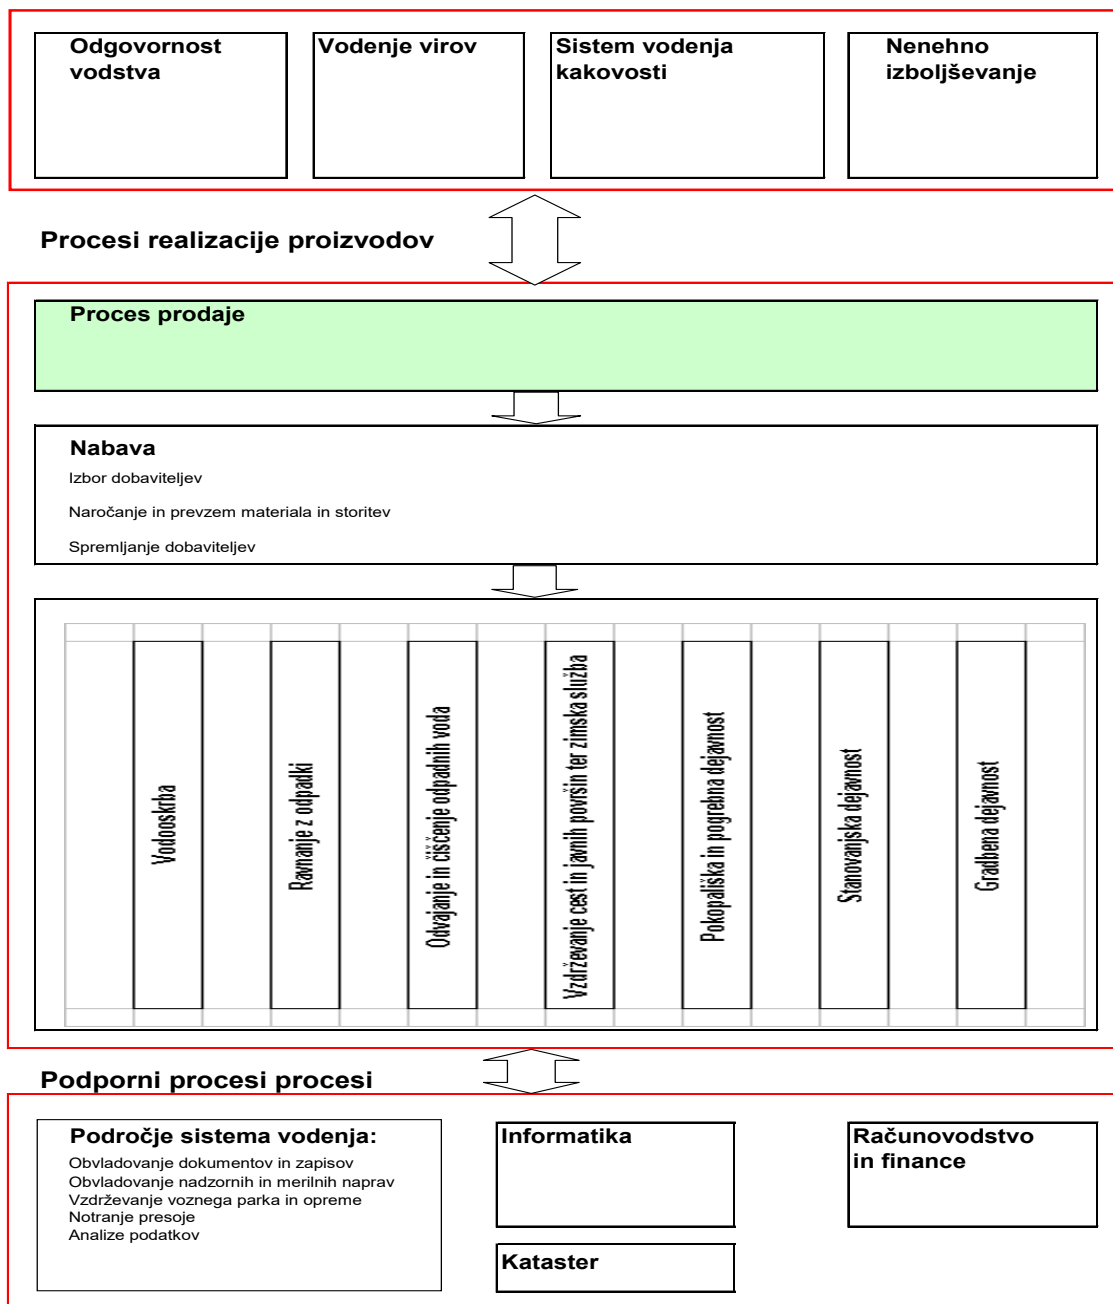 Odgovornost
vodstva
Vodenje virov
Sistem vodenja
kakovosti
Nenehno
izboljševanje
Procesi realizacije proizvodov
Proces prodaje
Nabava
Izbor dobaviteljev
Naročanje in prevzem materiala in storitev
Spremljanje dobaviteljev
Vodooskrba
Ravnanje z odpadki
Odvajanje in čiščenje odpadnih voda
Vzdrževanje cest in javnih površin ter zimska služba
Pokopališka in pogrebna dejavnost
Stanovanjska dejavnost
Gradbena dejavnost
Podporni procesi procesi
Področje sistema vodenja:
Obvladovanje dokumentov in zapisov
Obvladovanje nadzornih in merilnih naprav
Vzdrževanje voznega parka in opreme
Notranje presoje
Analize podatkov
Informatika
Kataster
Računovodstvo
in finance